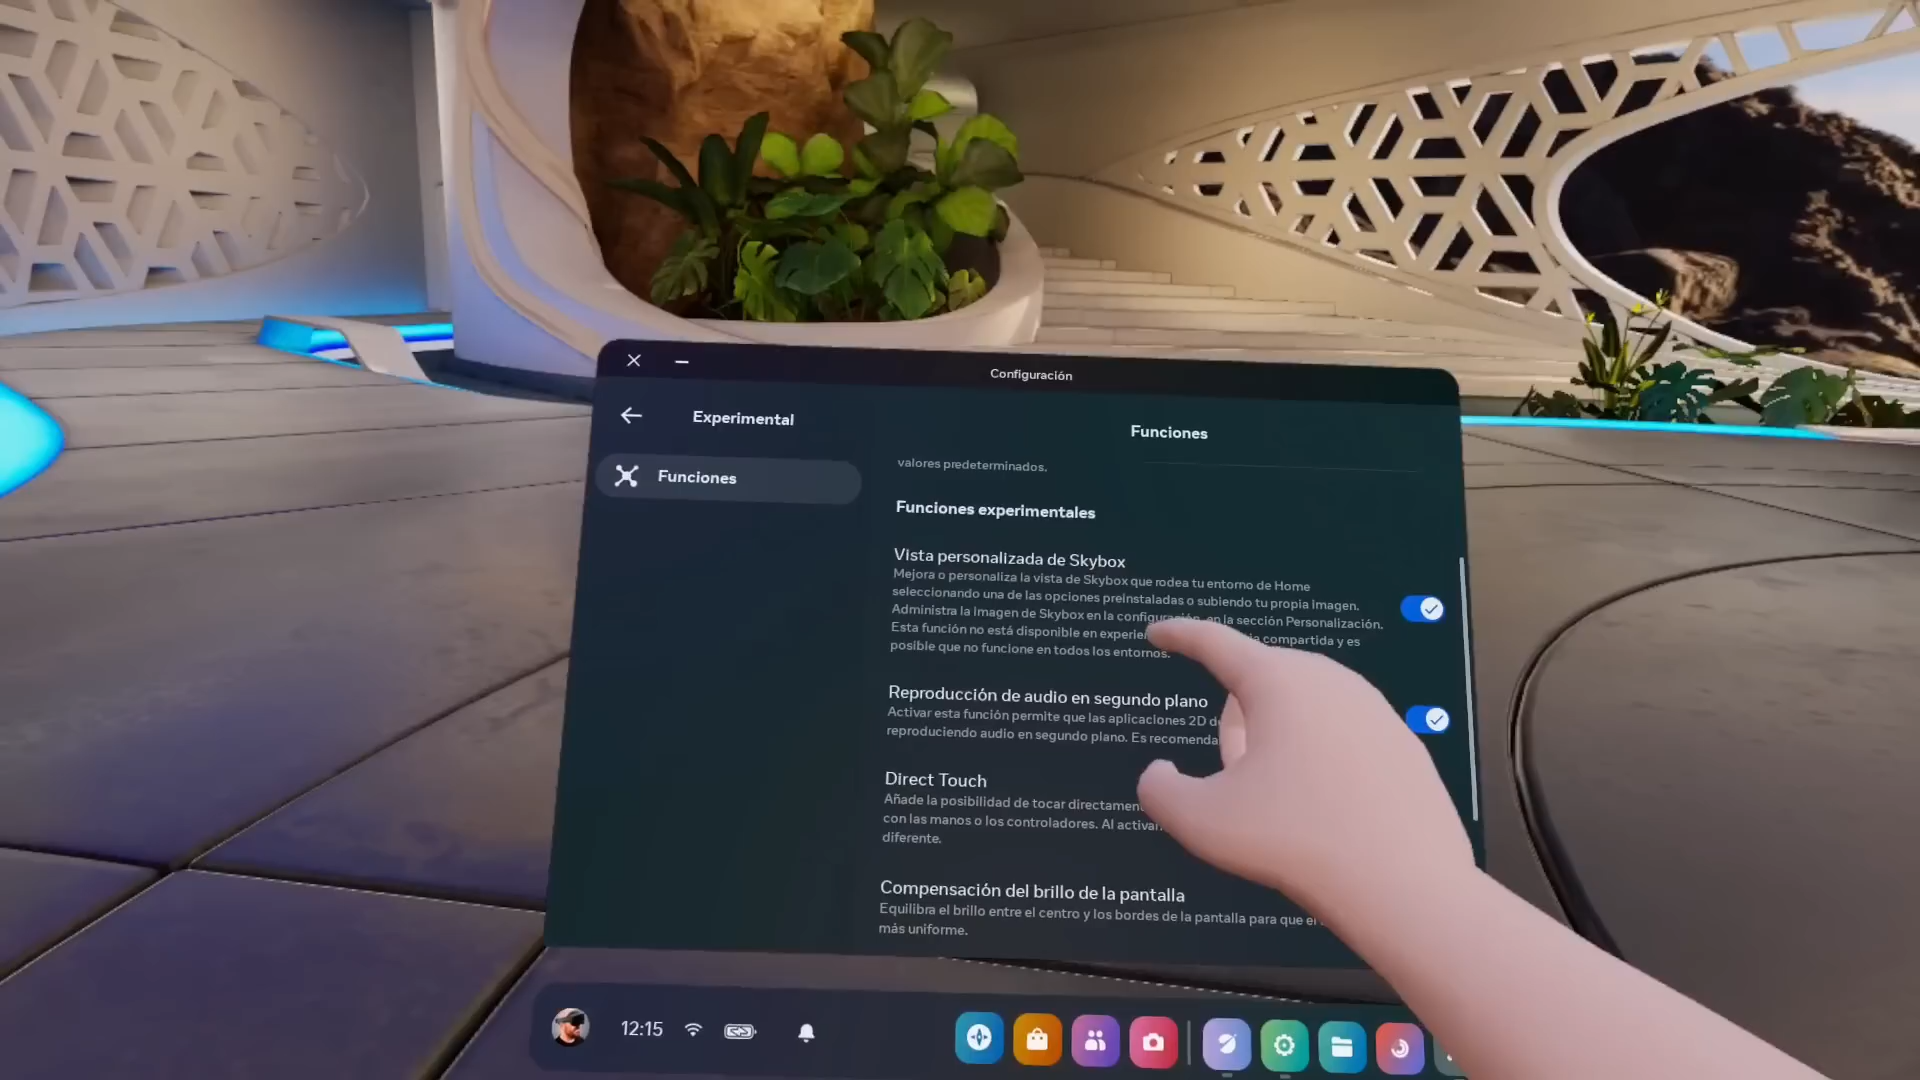 Configuración
Experimental
Funciones
Funciones
valores predeterminados.
Funciones experimentales
Vista personalizada de Skybox
Mejora o personaliza la vista de Skybox que rodea tu entorno de Home
seleccionando una de las opciones preinstaladas o subiendo tu propia imagen.
Administra la imagen de Skybox en la configuración, en la sección Personalización.
Esta función no está disponible en compartida y es
posible que no funcione en todos los entornos.
Reproducción de audio en segundo plano
Activar esta función permite que las aplicaciones 2D
reproduciendo audio en segundo plano. Es
Direct Touch
Añade la posibilidad de tocar
con las manos o los controladores. Al
diferente.
Compensación del brillo de la pantalla
Equilibra el brillo entre el centro y los bordes de la pantalla para que el
más uniforme.
12:15